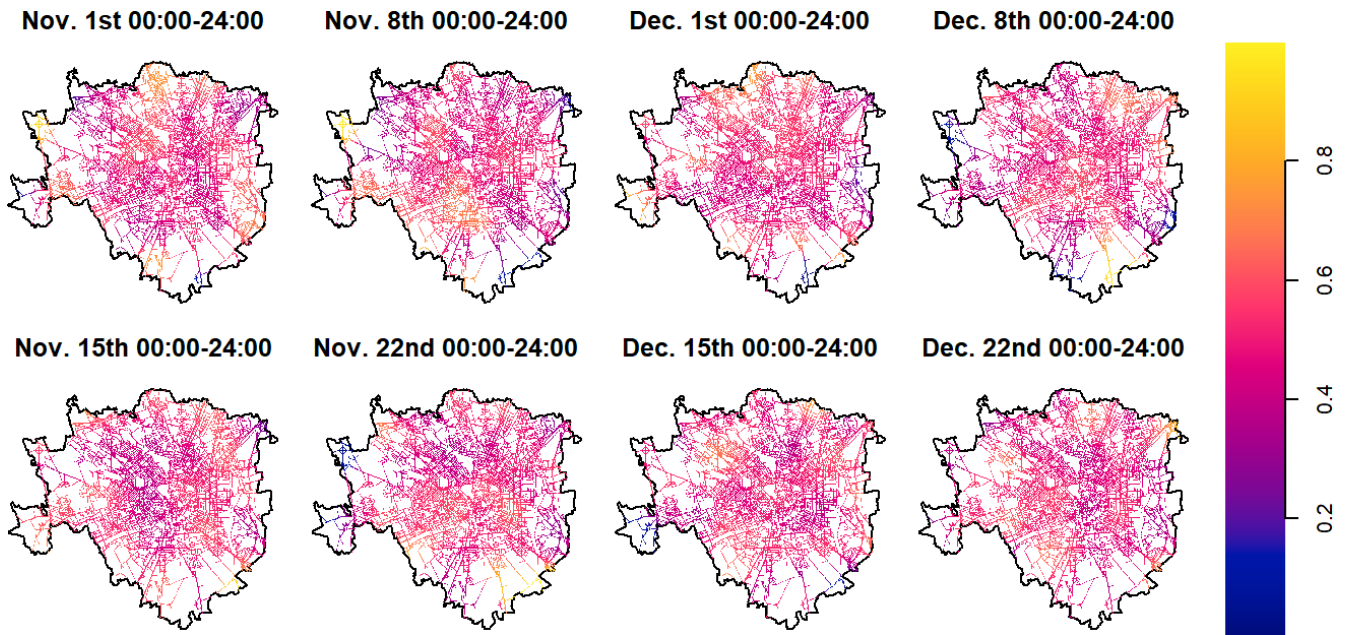 Nov. 1st 00:00-24:00
Nov. 8th 00:00-24:00
Dec. 1st 00:00-24:00
Dec. 8th 00:00-24:00
Nov. 15th 00:00-24:00
Nov. 22nd 00:00-24:00
Dec. 15th 00:00-24:00
Dec. 22nd 00:00-24:00
0.8
0.6
0.4
0.2